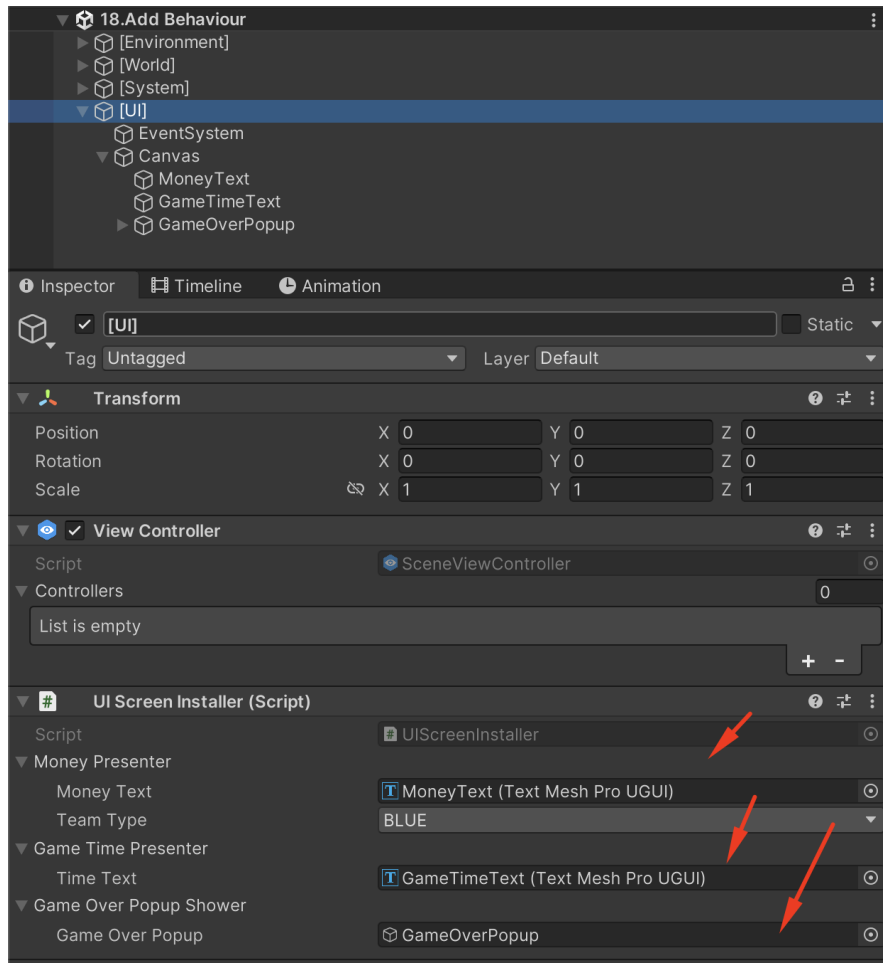 18.Add Behaviour
[Environment]
[World]
[System]
[UI]
EventSystem
Canvas
MoneyText
GameTimeText
GameOverPopup
Inspector Timeline Animation
[UI] Static
Tag Untagged Layer Default
Transform
Position X 0 Y 0 Z 0
Rotation X 0 Y 0 Z 0
Scale X 1 Y 1 Z 1
View Controller
Script SceneViewController
Controllers 0
List is empty
UI Screen Installer (Script)
Script UIScreenInstaller
Money Presenter
Money Text MoneyText (Text Mesh Pro UGUI)
Team Type BLUE
Game Time Presenter
Time Text GameTimeText (Text Mesh Pro UGUI)
Game Over Popup Shower
Game Over Popup GameOverPopup